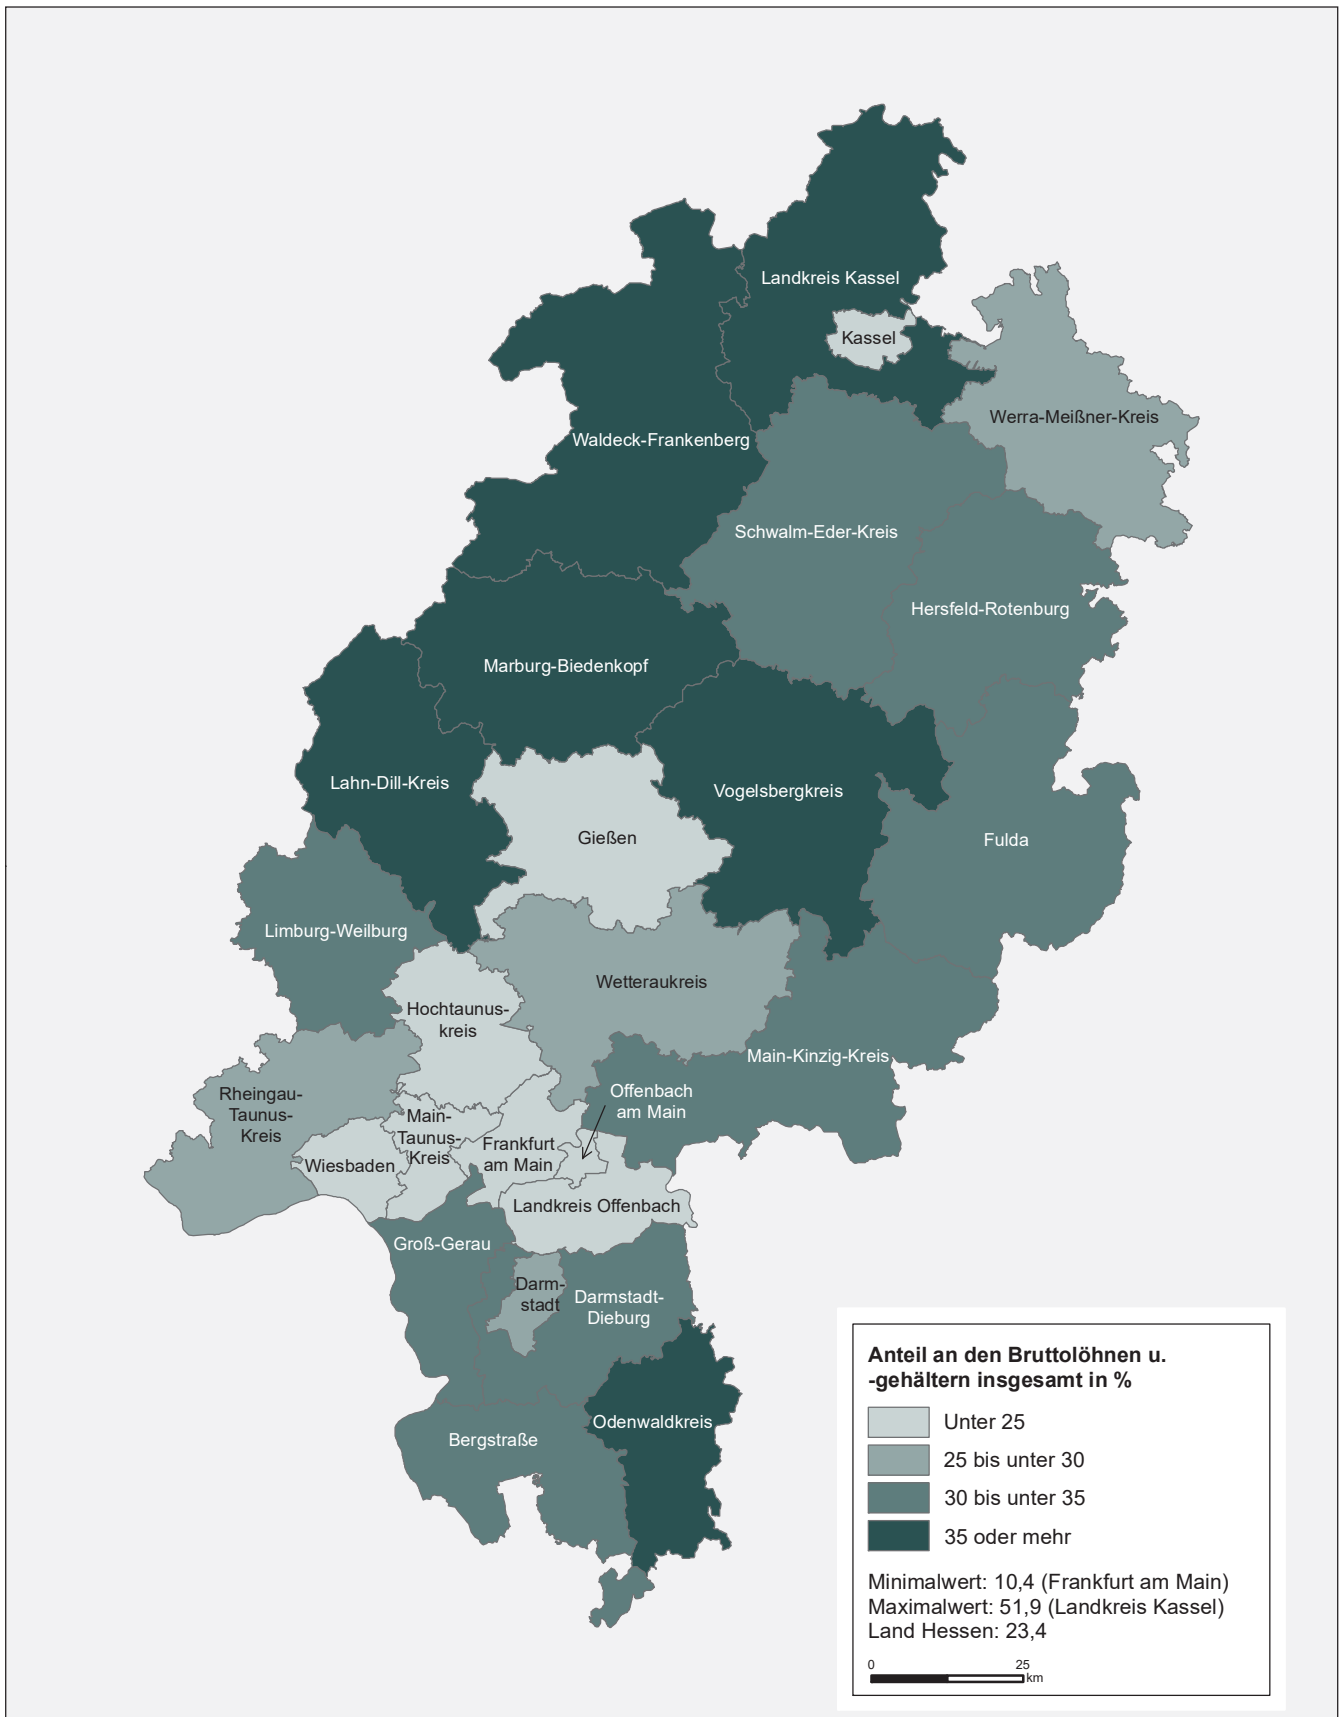 Landkreis Kassel
Kassel
Werra-Meißner-Kreis
Waldeck-Frankenberg
Schwalm-Eder-Kreis
Hersfeld-Rotenburg
Marburg-Biedenkopf
Lahn-Dill-Kreis
Vogelsbergkreis
Gießen
Fulda
Limburg-Weilburg
Wetteraukreis
Hochtaunus-
kreis
Main-Kinzig-Kreis
Rheingau-
Taunus-
Kreis
Offenbach
am Main
Main-
Taunus-
Kreis
Frankfurt
am Main
Wiesbaden
Landkreis Offenbach
Groß-Gerau
Darm-
stadt
Darmstadt-
Dieburg
Odenwaldkreis
Bergstraße
Anteil an den Bruttolöhnen u.
-gehältern insgesamt in %
Unter 25
25 bis unter 30
30 bis unter 35
35 oder mehr
Minimalwert: 10,4 (Frankfurt am Main)
Maximalwert: 51,9 (Landkreis Kassel)
Land Hessen: 23,4
0 25
km